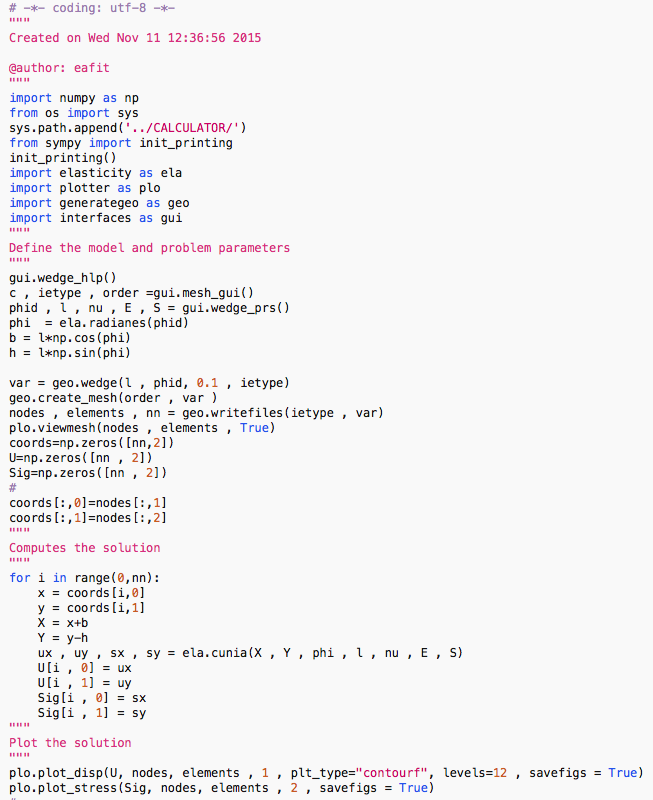 # -*- coding: utf-8 -*-
"""
Created on Wed Nov 11 12:36:56 2015
@author: eafit
"""
import numpy as np
from os import sys
sys.path.append('../CALCULATOR/')
from sympy import init_printing
init_printing()
import elasticity as ela
import plotter as plo
import generategeo as geo
import interfaces as gui
"""
Define the model and problem parameters
"""
gui.wedge_hlp()
c , ietype , order =gui.mesh_gui()
phid , l , nu , E , S = gui.wedge_prs()
phi  = ela.radianes(phid)
b = l*np.cos(phi)
h = l*np.sin(phi)
var = geo.wedge(l , phid, 0.1 , ietype)
geo.create_mesh(order , var )
nodes , elements , nn = geo.writefiles(ietype , var)
plo.viewmesh(nodes , elements , True)
coords=np.zeros([nn,2])
U=np.zeros([nn , 2])
Sig=np.zeros([nn , 2])
#
coords[:,0]=nodes[:,1]
coords[:,1]=nodes[:,2]
"""
Computes the solution
"""
for i in range(0,nn):
    x = coords[i,0]
    y = coords[i,1]
    X = x+b
    Y = y-h
    ux , uy , sx , sy = ela.cunia(X , Y , phi , l , nu , E , S)
    U[i , 0] = ux
    U[i , 1] = uy
    Sig[i , 0] = sx
    Sig[i , 1] = sy
"""
Plot the solution
"""
plo.plot_disp(U, nodes, elements , 1 , plt_type="contourf", levels=12 , savefigs = True)
plo.plot_stress(Sig, nodes, elements , 2 , savefigs = True)